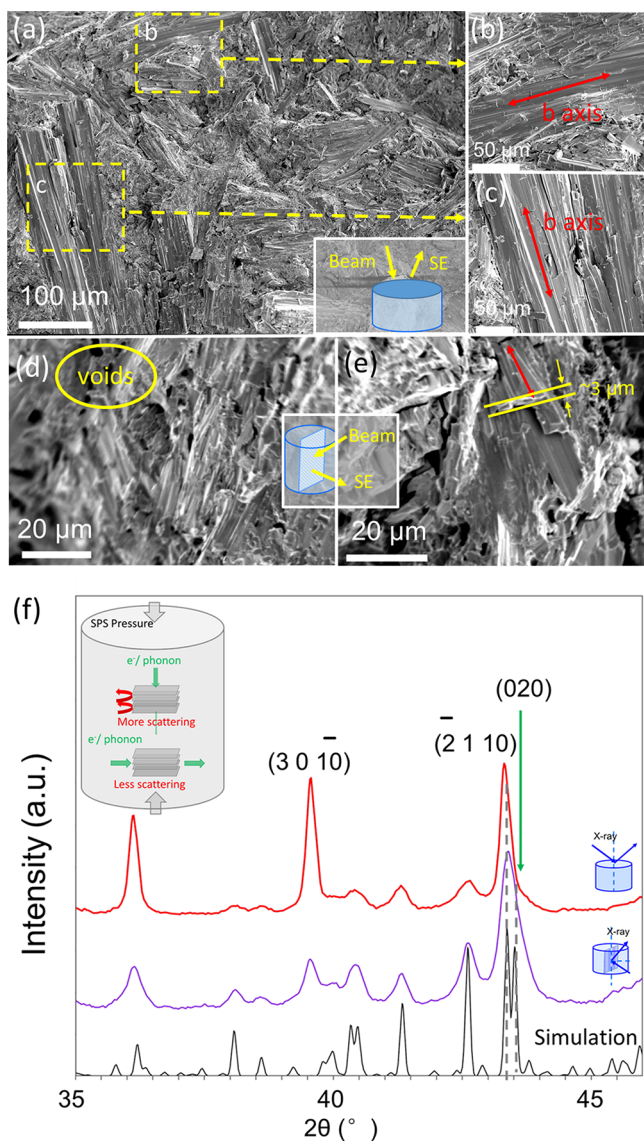 (a)
b
c
100 μm
Beam
SE
(b)
b axis
50 μm
(c)
b axis
50 μm
(d)
voids
20 μm
Beam
SE
(e)
~3 μm
20 μm
(f)
SPS Pressure
e⁻/ phonon
More scattering
e⁻/ phonon
Less scattering
(3 0 1̅0̅)
(2̅ 1 10)
(020)
X-ray
X-ray
Simulation
Intensity (a.u.)
35
40
45
2θ (°)